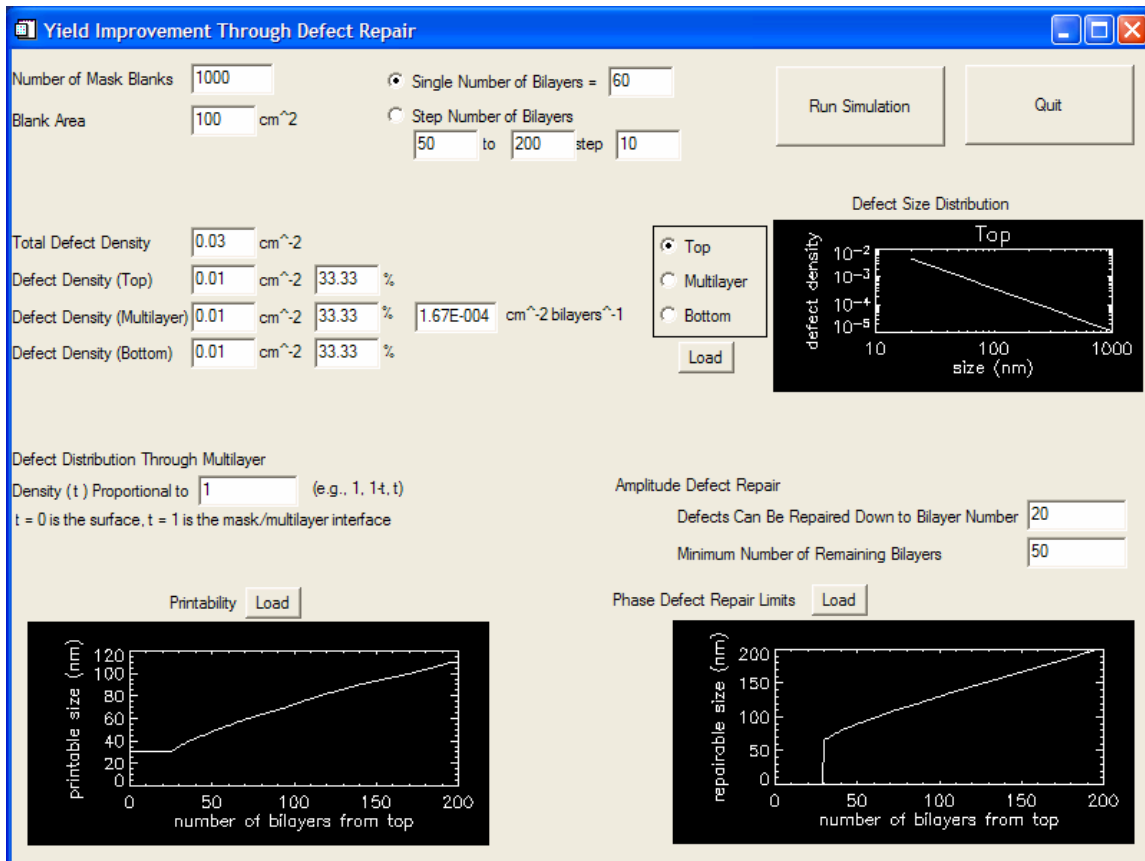 Yield Improvement Through Defect Repair
Number of Mask Blanks 1000
Single Number of Bilayers = 60
Run Simulation
Quit
Blank Area 100 cm^2
Step Number of Bilayers
50 to 200 step 10
Defect Size Distribution
Total Defect Density 0.03 cm^-2
Defect Density (Top) 0.01 cm^-2 33.33 %
Defect Density (Multilayer) 0.01 cm^-2 33.33 % 1.67E-004 cm^-2 bilayers^-1
Defect Density (Bottom) 0.01 cm^-2 33.33 %
Top
Multilayer
Bottom
Load
Top
defect density
10^-2
10^-3
10^-4
10^-5
10 100 1000
size (nm)
Defect Distribution Through Multilayer
Density (t) Proportional to 1 (e.g., 1, 1-t, t)
t = 0 is the surface, t = 1 is the mask/multilayer interface
Amplitude Defect Repair
Defects Can Be Repaired Down to Bilayer Number 20
Minimum Number of Remaining Bilayers 50
Printability Load
printable size (nm)
120
100
80
60
40
20
0
0 50 100 150 200
number of bilayers from top
Phase Defect Repair Limits Load
repairable size (nm)
200
150
100
50
0
0 50 100 150 200
number of bilayers from top